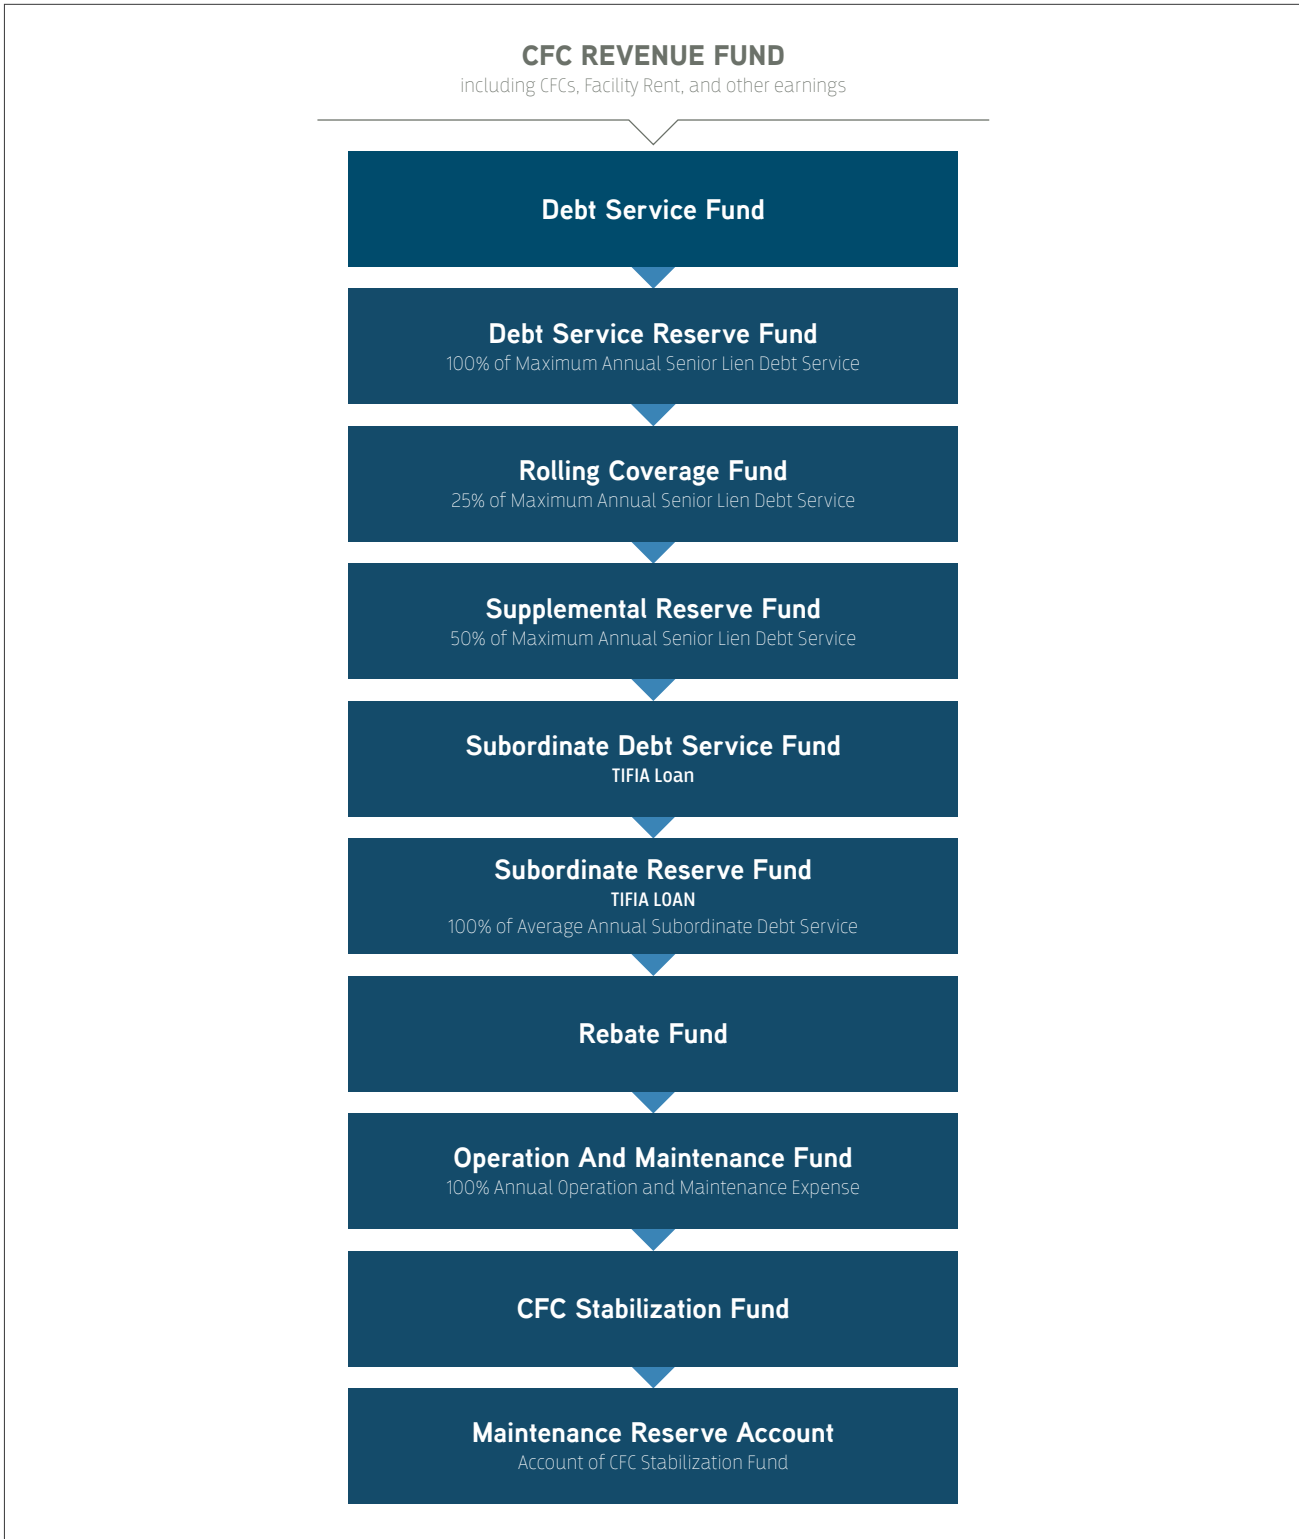 CFC REVENUE FUND
including CFCs, Facility Rent, and other earnings
Debt Service Fund
Debt Service Reserve Fund
100% of Maximum Annual Senior Lien Debt Service
Rolling Coverage Fund
25% of Maximum Annual Senior Lien Debt Service
Supplemental Reserve Fund
50% of Maximum Annual Senior Lien Debt Service
Subordinate Debt Service Fund
TIFIA Loan
Subordinate Reserve Fund
TIFIA LOAN
100% of Average Annual Subordinate Debt Service
Rebate Fund
Operation And Maintenance Fund
100% Annual Operation and Maintenance Expense
CFC Stabilization Fund
Maintenance Reserve Account
Account of CFC Stabilization Fund